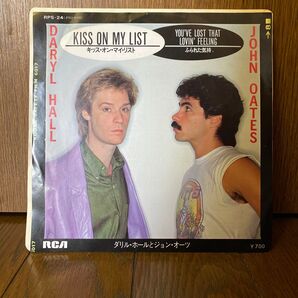 RPS-24
KISS ON MY LIST
キッス・オン・マイ・リスト
YOU'VE LOST THAT
LOVIN' FEELING
ふられた気持
DARYL HALL
JOHN OATES
RCA
¥700
ダリル・ホールとジョン・オーツ